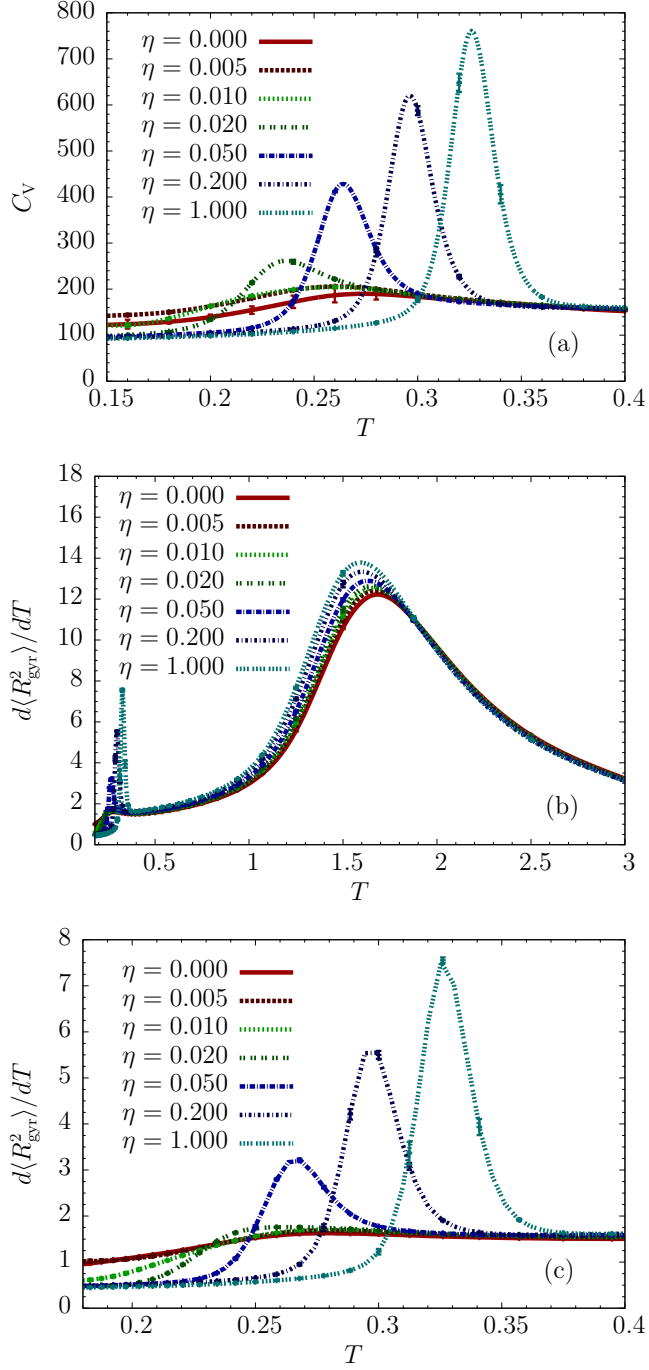 800
700
600
500
400
300
200
100
0
C_V
η = 0.000
η = 0.005
η = 0.010
η = 0.020
η = 0.050
η = 0.200
η = 1.000
(a)
0.15 0.2 0.25 0.3 0.35 0.4
T
18
16
14
12
10
8
6
4
2
0
d⟨R²_gyr⟩/dT
η = 0.000
η = 0.005
η = 0.010
η = 0.020
η = 0.050
η = 0.200
η = 1.000
(b)
0.5 1 1.5 2 2.5 3
T
8
7
6
5
4
3
2
1
0
d⟨R²_gyr⟩/dT
η = 0.000
η = 0.005
η = 0.010
η = 0.020
η = 0.050
η = 0.200
η = 1.000
(c)
0.2 0.25 0.3 0.35 0.4
T